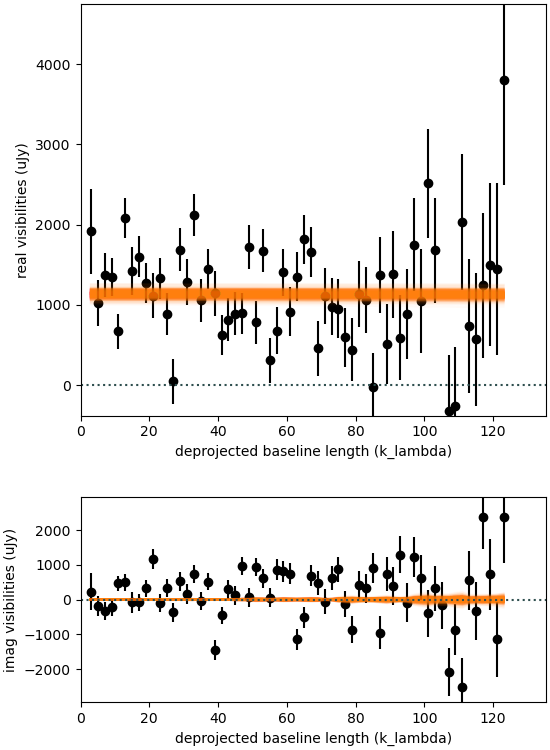 4000
3000
2000
1000
0
real visibilities (uJy)
0 20 40 60 80 100 120
deprojected baseline length (k_lambda)
2000
1000
0
−1000
−2000
imag visibilities (uJy)
0 20 40 60 80 100 120
deprojected baseline length (k_lambda)